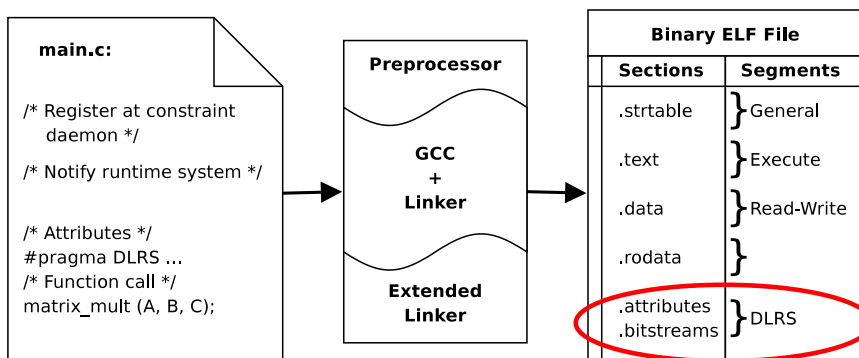 main.c:
/* Register at constraint
daemon */
/* Notify runtime system */
/* Attributes */
#pragma DLRS ...
/* Function call */
matrix_mult (A, B, C);
Preprocessor
GCC
+
Linker
Extended
Linker
Binary ELF File
Sections Segments
.strtable } General
.text } Execute
.data } Read-Write
.rodata }
.attributes
.bitstreams } DLRS